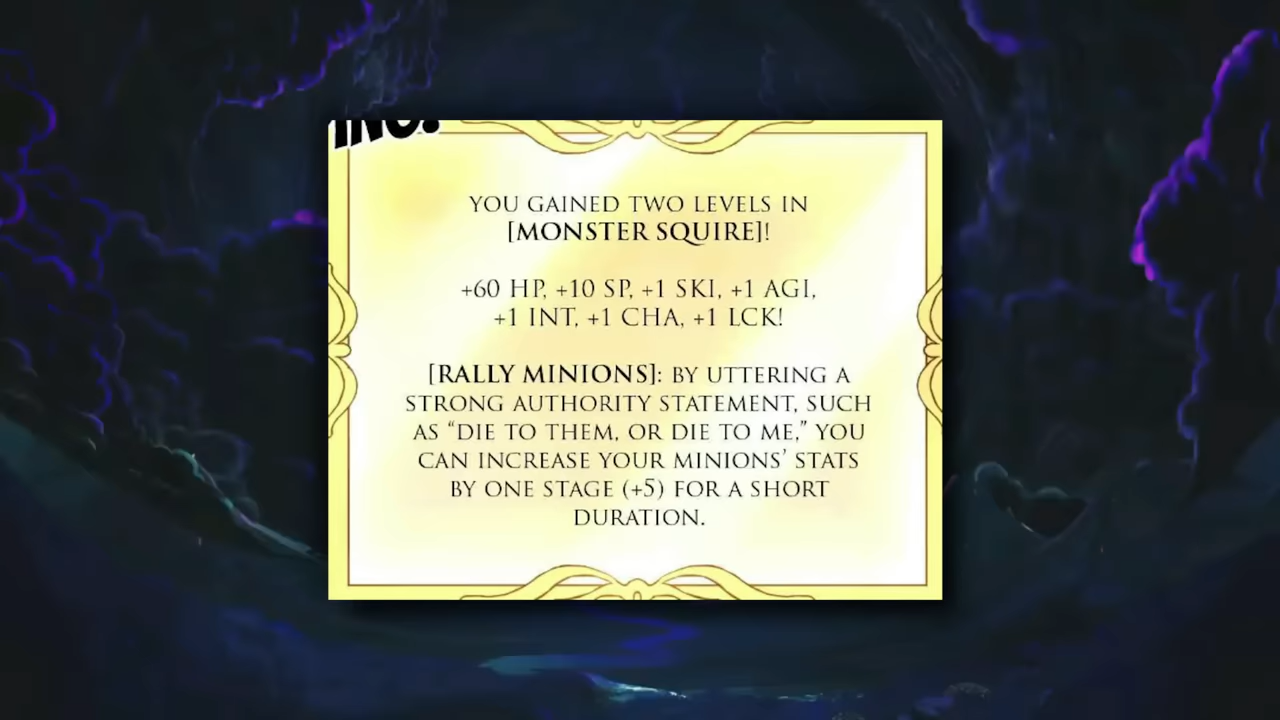 INC.
YOU GAINED TWO LEVELS IN
[MONSTER SQUIRE]!
+60 HP, +10 SP, +1 SKI, +1 AGI,
+1 INT, +1 CHA, +1 LCK!
[RALLY MINIONS]: BY UTTERING A
STRONG AUTHORITY STATEMENT, SUCH
AS “DIE TO THEM, OR DIE TO ME,” YOU
CAN INCREASE YOUR MINIONS’ STATS
BY ONE STAGE (+5) FOR A SHORT
DURATION.